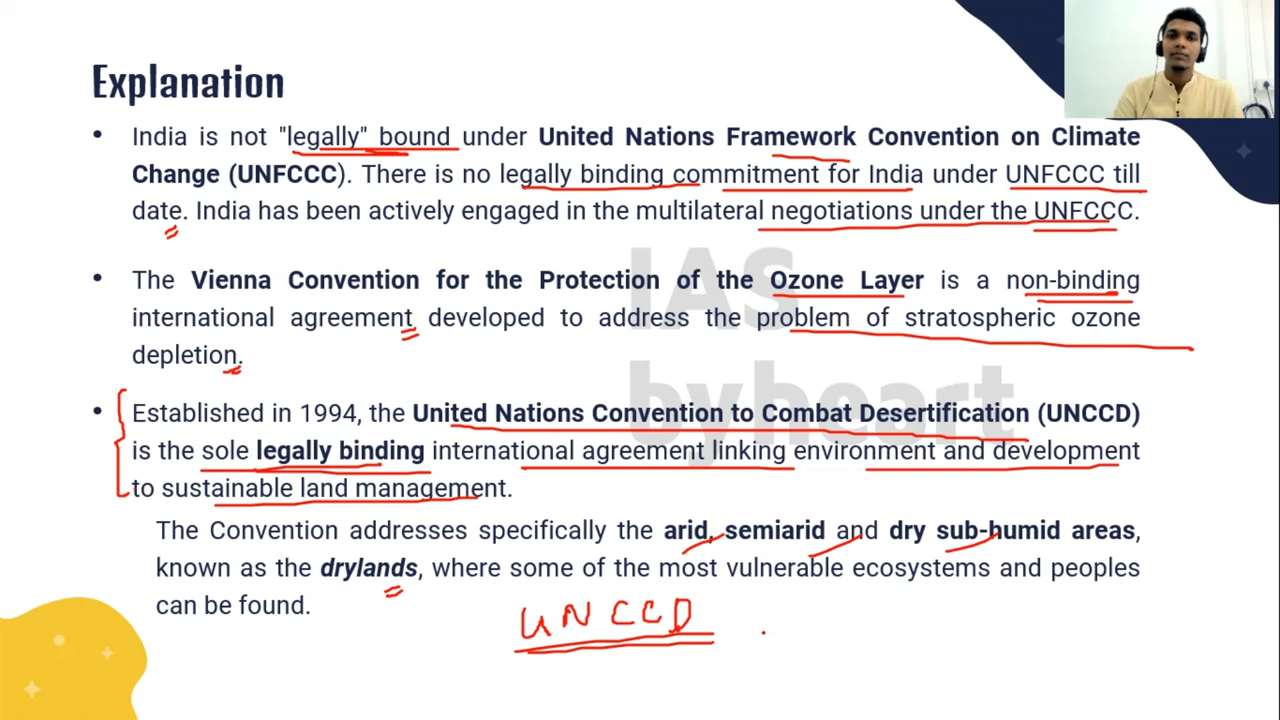 Explanation
• India is not "legally" bound under United Nations Framework Convention on Climate
Change (UNFCCC). There is no legally binding commitment for India under UNFCCC till
date. India has been actively engaged in the multilateral negotiations under the UNFCCC.
• The Vienna Convention for the Protection of the Ozone Layer is a non-binding
international agreement developed to address the problem of stratospheric ozone
depletion.
• Established in 1994, the United Nations Convention to Combat Desertification (UNCCD)
is the sole legally binding international agreement linking environment and development
to sustainable land management.
The Convention addresses specifically the arid, semiarid and dry sub-humid areas,
known as the drylands, where some of the most vulnerable ecosystems and peoples
can be found.
UNCCD
IAS
byheart